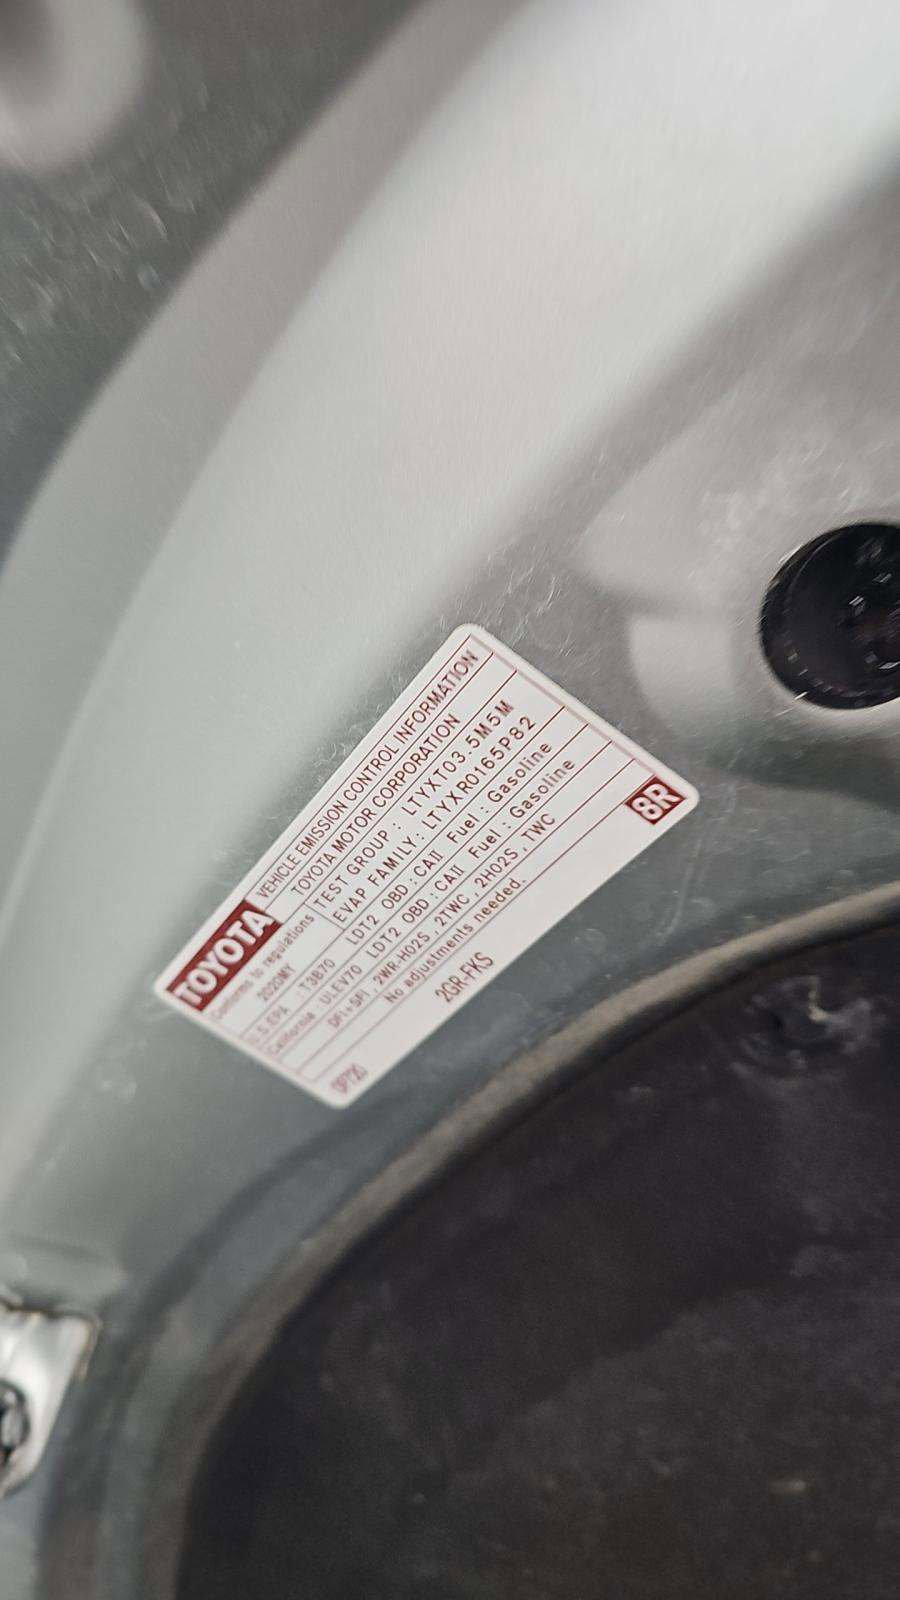 TOYOTA VEHICLE EMISSION CONTROL INFORMATION
Conforms to regulations TOYOTA MOTOR CORPORATION
2020MY TEST GROUP : LTYXT03.5M5M
EVAP FAMILY: LTYXR0165P82
U.S.EPA : T3B70 LDT2 OBD : CAII Fuel : Gasoline
California : ULEV70 LDT2 OBD : CAII Fuel : Gasoline
DFI+SFI , 2WR-HO2S , 2TWC , 2HO2S , TWC
No adjustments needed.
2GR-FKS 8R